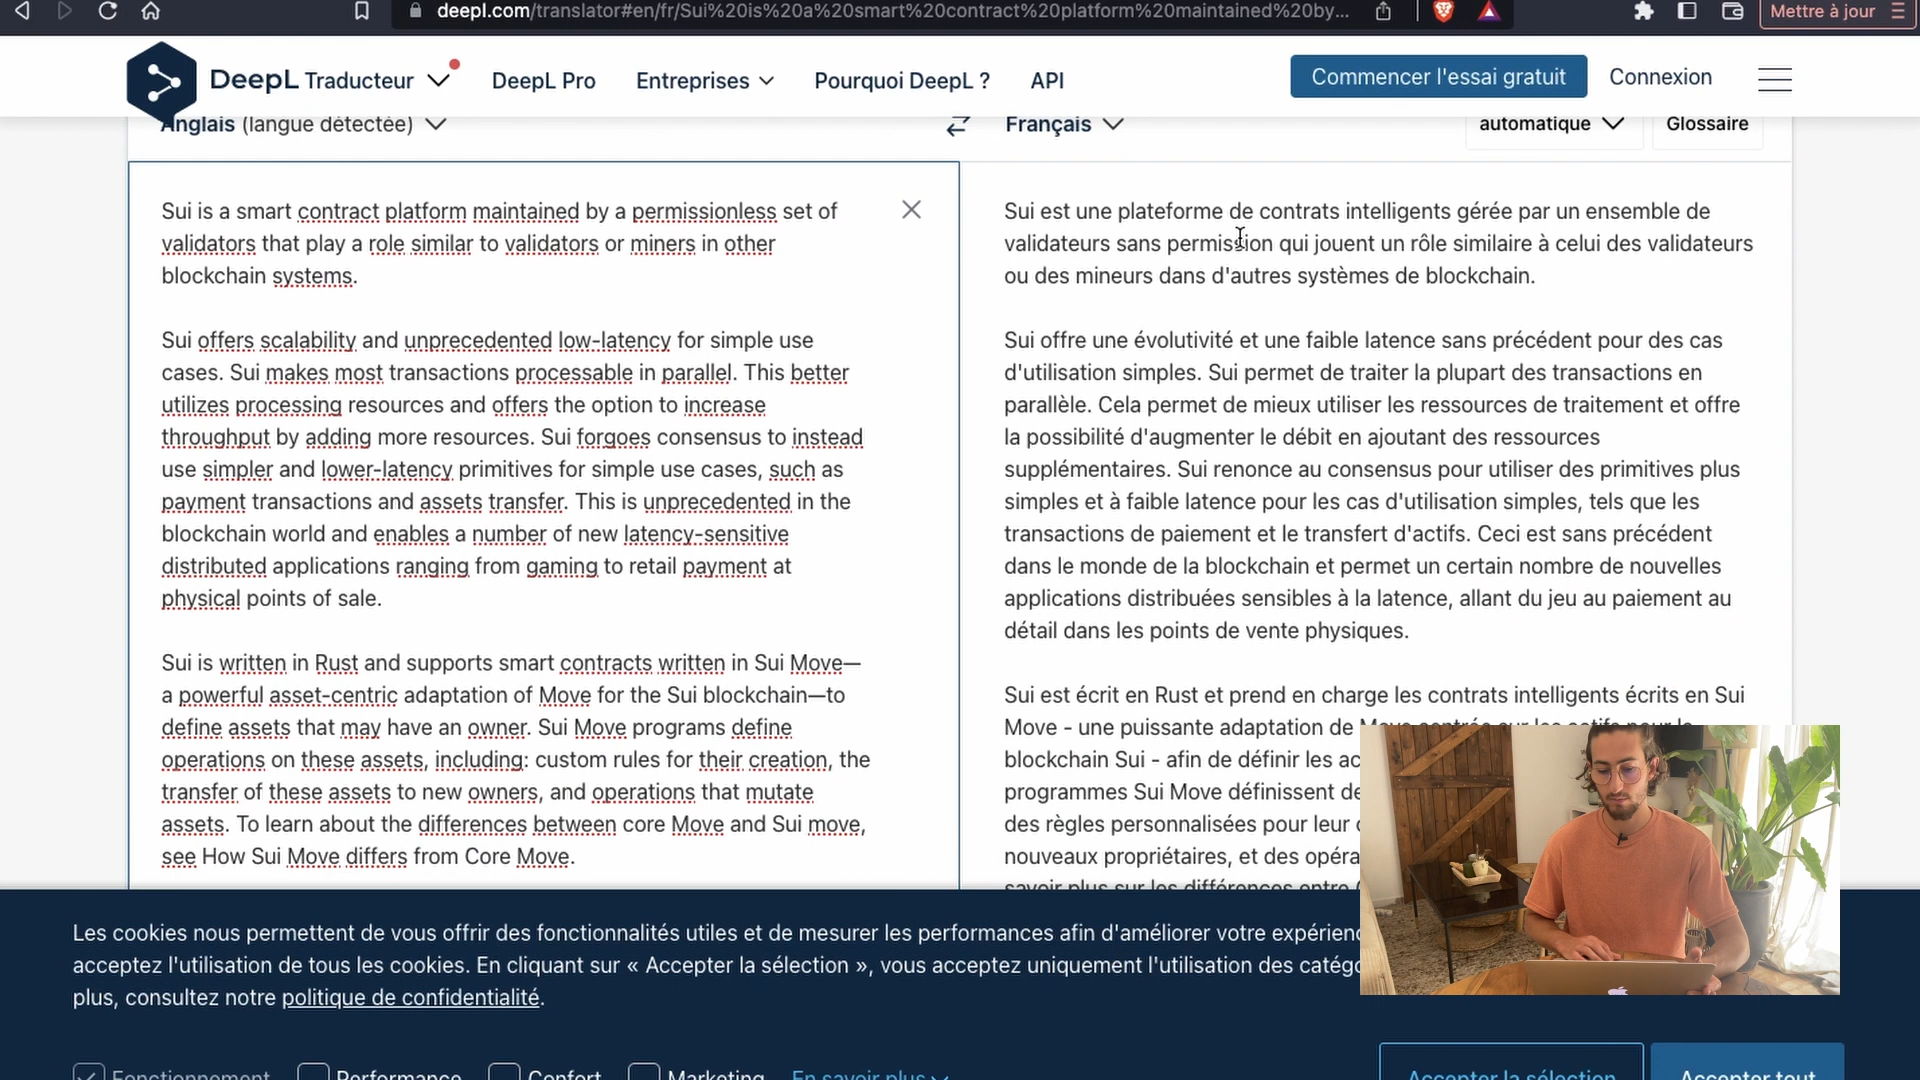 deepl.com/translator#en/fr/Sui%20is%20a%20smart%20contract%20platform%20maintained%20by...
Mettre à jour
DeepL Traducteur
DeepL Pro
Entreprises
Pourquoi DeepL ?
API
Commencer l'essai gratuit
Connexion
Anglais (langue détectée)
Français
automatique
Glossaire
Sui is a smart contract platform maintained by a permissionless set of
validators that play a role similar to validators or miners in other
blockchain systems.
Sui offers scalability and unprecedented low-latency for simple use
cases. Sui makes most transactions processable in parallel. This better
utilizes processing resources and offers the option to increase
throughput by adding more resources. Sui forgoes consensus to instead
use simpler and lower-latency primitives for simple use cases, such as
payment transactions and assets transfer. This is unprecedented in the
blockchain world and enables a number of new latency-sensitive
distributed applications ranging from gaming to retail payment at
physical points of sale.
Sui is written in Rust and supports smart contracts written in Sui Move—
a powerful asset-centric adaptation of Move for the Sui blockchain—to
define assets that may have an owner. Sui Move programs define
operations on these assets, including: custom rules for their creation, the
transfer of these assets to new owners, and operations that mutate
assets. To learn about the differences between core Move and Sui move,
see How Sui Move differs from Core Move.
Sui est une plateforme de contrats intelligents gérée par un ensemble de
validateurs sans permission qui jouent un rôle similaire à celui des validateurs
ou des mineurs dans d'autres systèmes de blockchain.
Sui offre une évolutivité et une faible latence sans précédent pour des cas
d'utilisation simples. Sui permet de traiter la plupart des transactions en
parallèle. Cela permet de mieux utiliser les ressources de traitement et offre
la possibilité d'augmenter le débit en ajoutant des ressources
supplémentaires. Sui renonce au consensus pour utiliser des primitives plus
simples et à faible latence pour les cas d'utilisation simples, tels que les
transactions de paiement et le transfert d'actifs. Ceci est sans précédent
dans le monde de la blockchain et permet un certain nombre de nouvelles
applications distribuées sensibles à la latence, allant du jeu au paiement au
détail dans les points de vente physiques.
Sui est écrit en Rust et prend en charge les contrats intelligents écrits en Sui
Move - une puissante adaptation de Move centrée sur les actifs pour la
blockchain Sui - afin de définir les
programmes Sui Move définissent
des règles personnalisées pour leur
nouveaux propriétaires, et des
savoir plus sur les différences entre
Les cookies nous permettent de vous offrir des fonctionnalités utiles et de mesurer les performances afin d'améliorer votre
acceptez l'utilisation de tous les cookies. En cliquant sur « Accepter la sélection », vous acceptez uniquement l'utilisation des
plus, consultez notre politique de confidentialité.
Fonctionnement
Performance
Confort
Marketing
En savoir plus
Accepter la sélection
Accepter tout